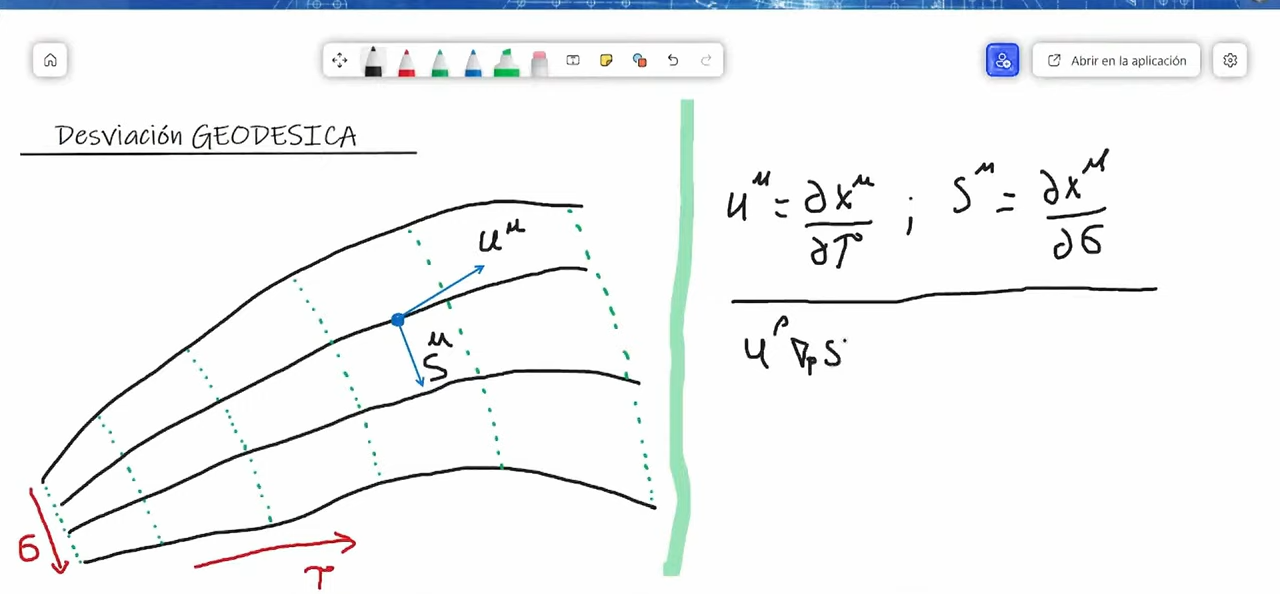 Abrir en la aplicación
Desviación GEODESICA
u^μ = ∂x^μ/∂τ ; S^μ = ∂x^μ/∂σ
u^μ
S^μ
u^ρ ∇_ρ S
σ
τ